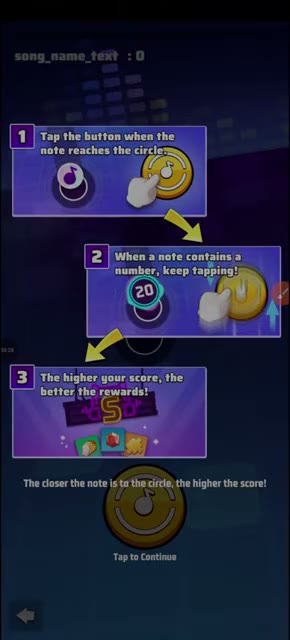 song_name_text : 0
1
Tap the button when the
note reaches the circle.
2
When a note contains a
number, keep tapping!
20
3
The higher your score, the
better the rewards!
S
The closer the note is to the circle, the higher the score!
Tap to Continue